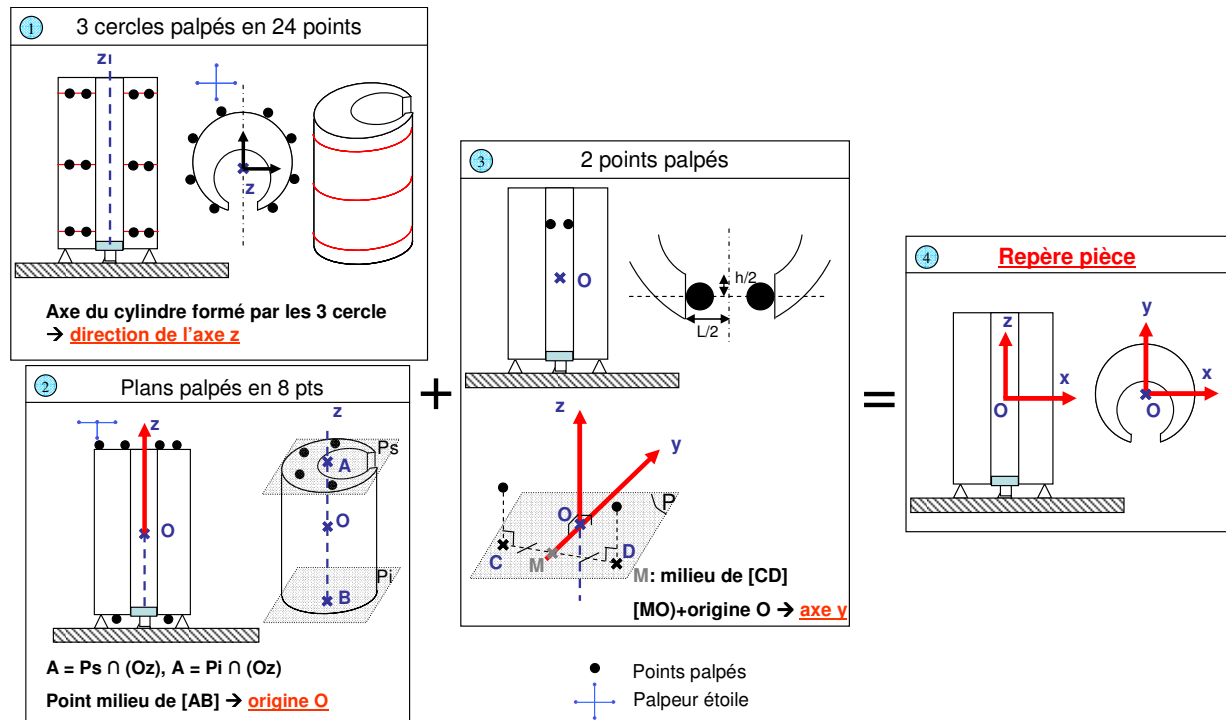 1
3 cercles palpés en 24 points
z
z
Axe du cylindre formé par les 3 cercle
→ direction de l'axe z
2
Plans palpés en 8 pts
z
O
z
Ps
A
O
Pi
B
A = Ps ∩ (Oz), A = Pi ∩ (Oz)
Point milieu de [AB] → origine O
+
3
2 points palpés
O
h/2
L/2
z
y
P
O
C
M
D
M: milieu de [CD]
[MO)+origine O → axe y
Points palpés
Palpeur étoile
=
4
Repère pièce
z
x
O
y
x
O